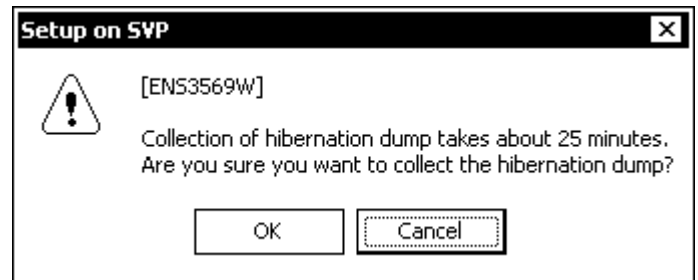 Setup on SVP
[ENS3569W]
Collection of hibernation dump takes about 25 minutes.
Are you sure you want to collect the hibernation dump?
OK
Cancel